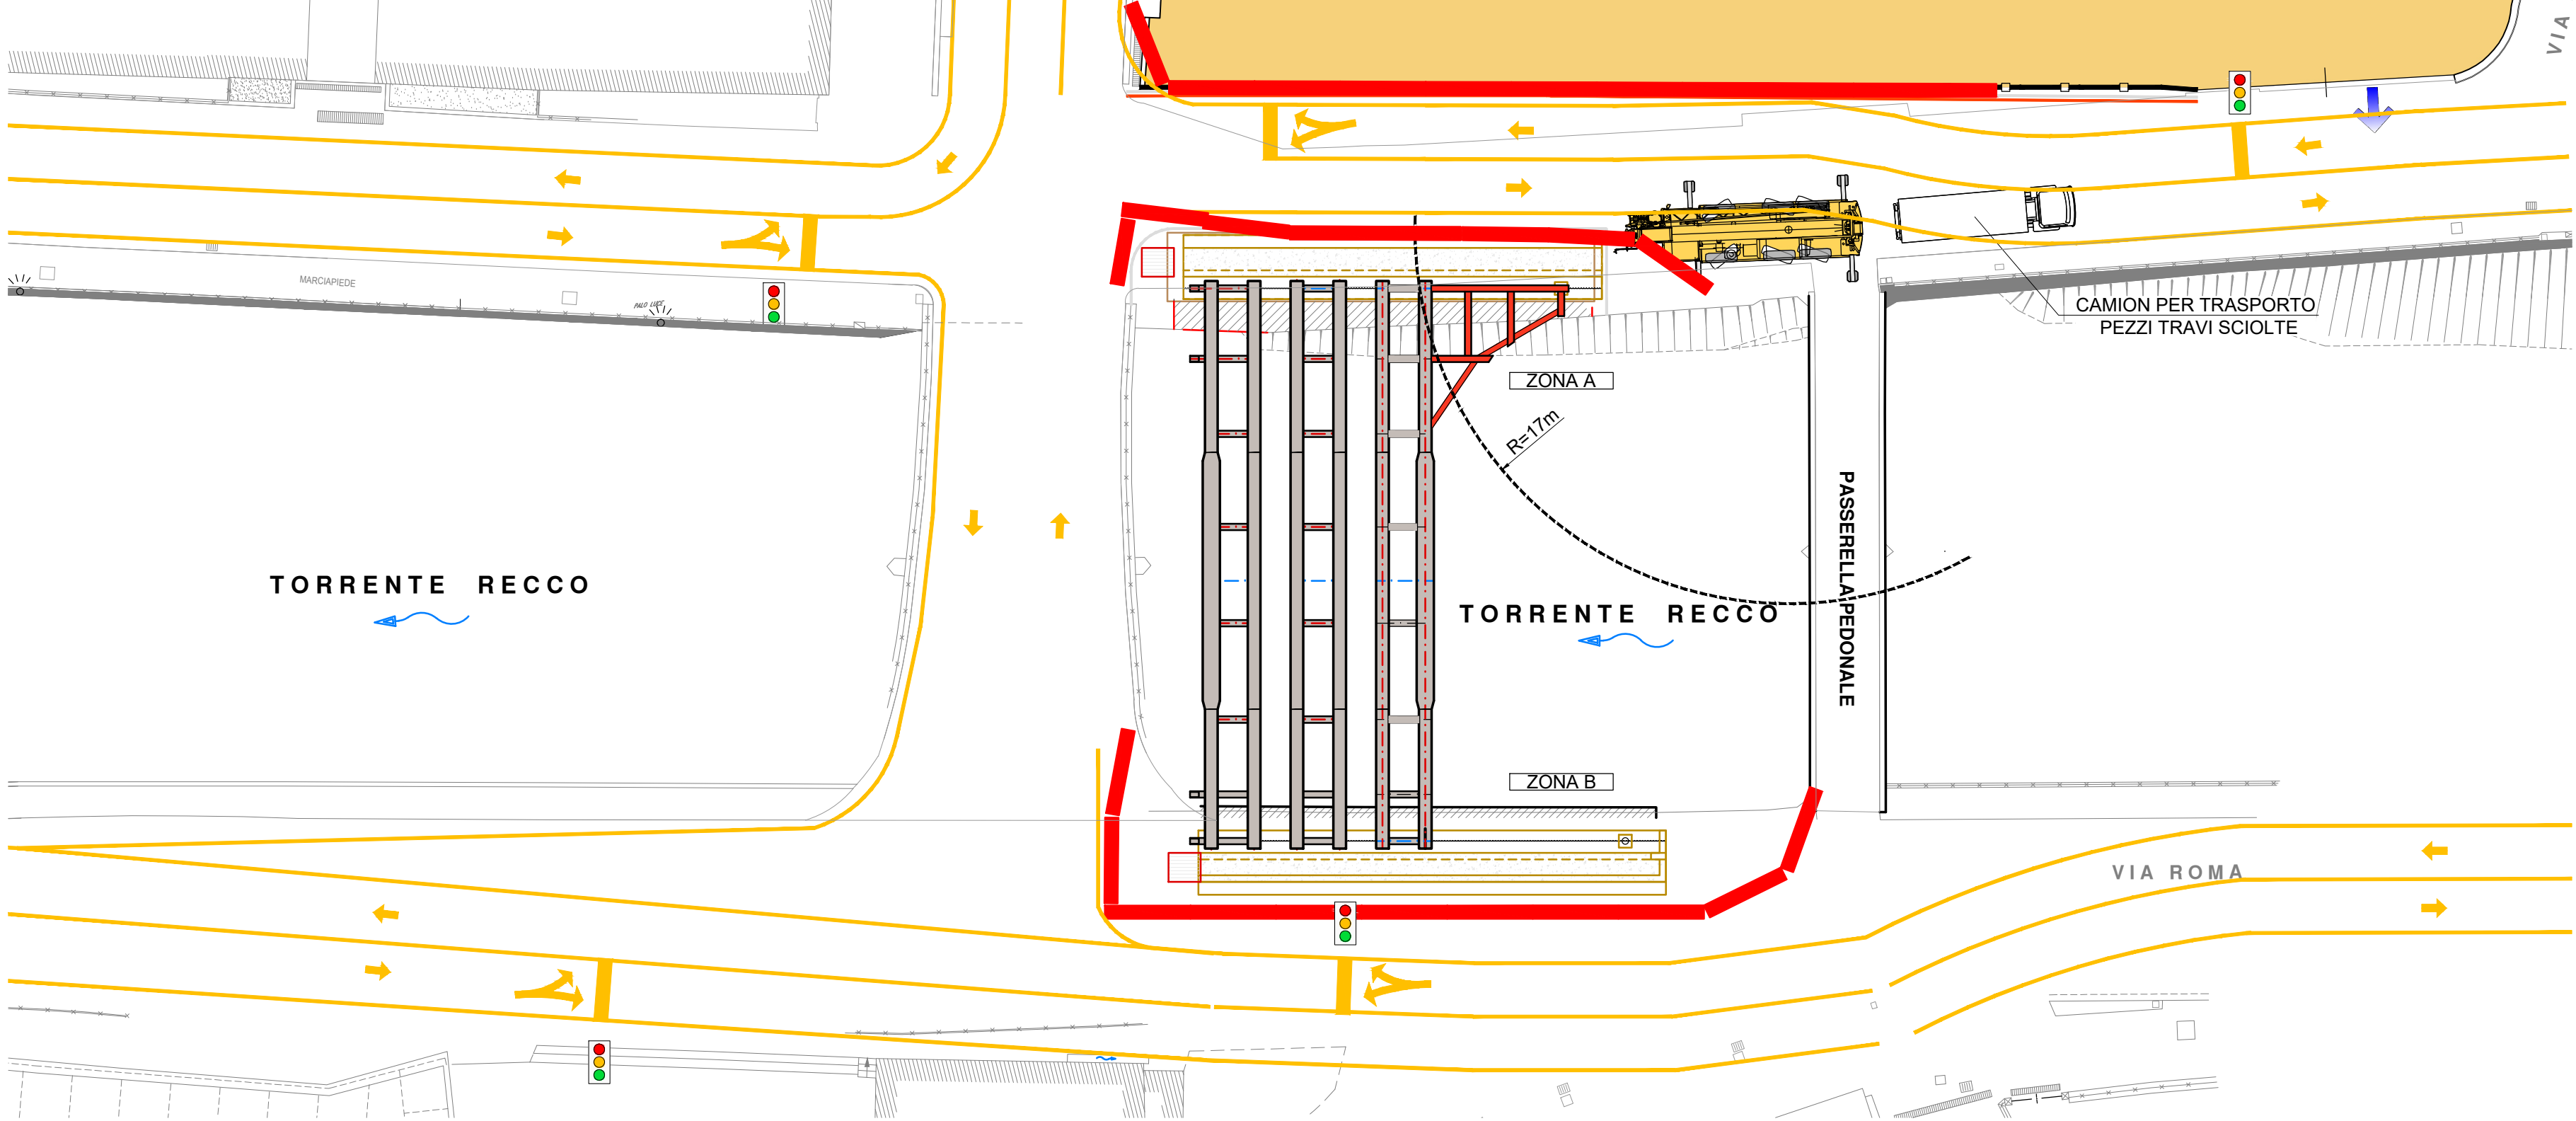 VIA
MARCIAPIEDE
PALO LUCE
CAMION PER TRASPORTO
PEZZI TRAVI SCIOLTE
ZONA A
R=17m
PASSERELLA PEDONALE
TORRENTE RECCO
TORRENTE RECCO
ZONA B
VIA ROMA